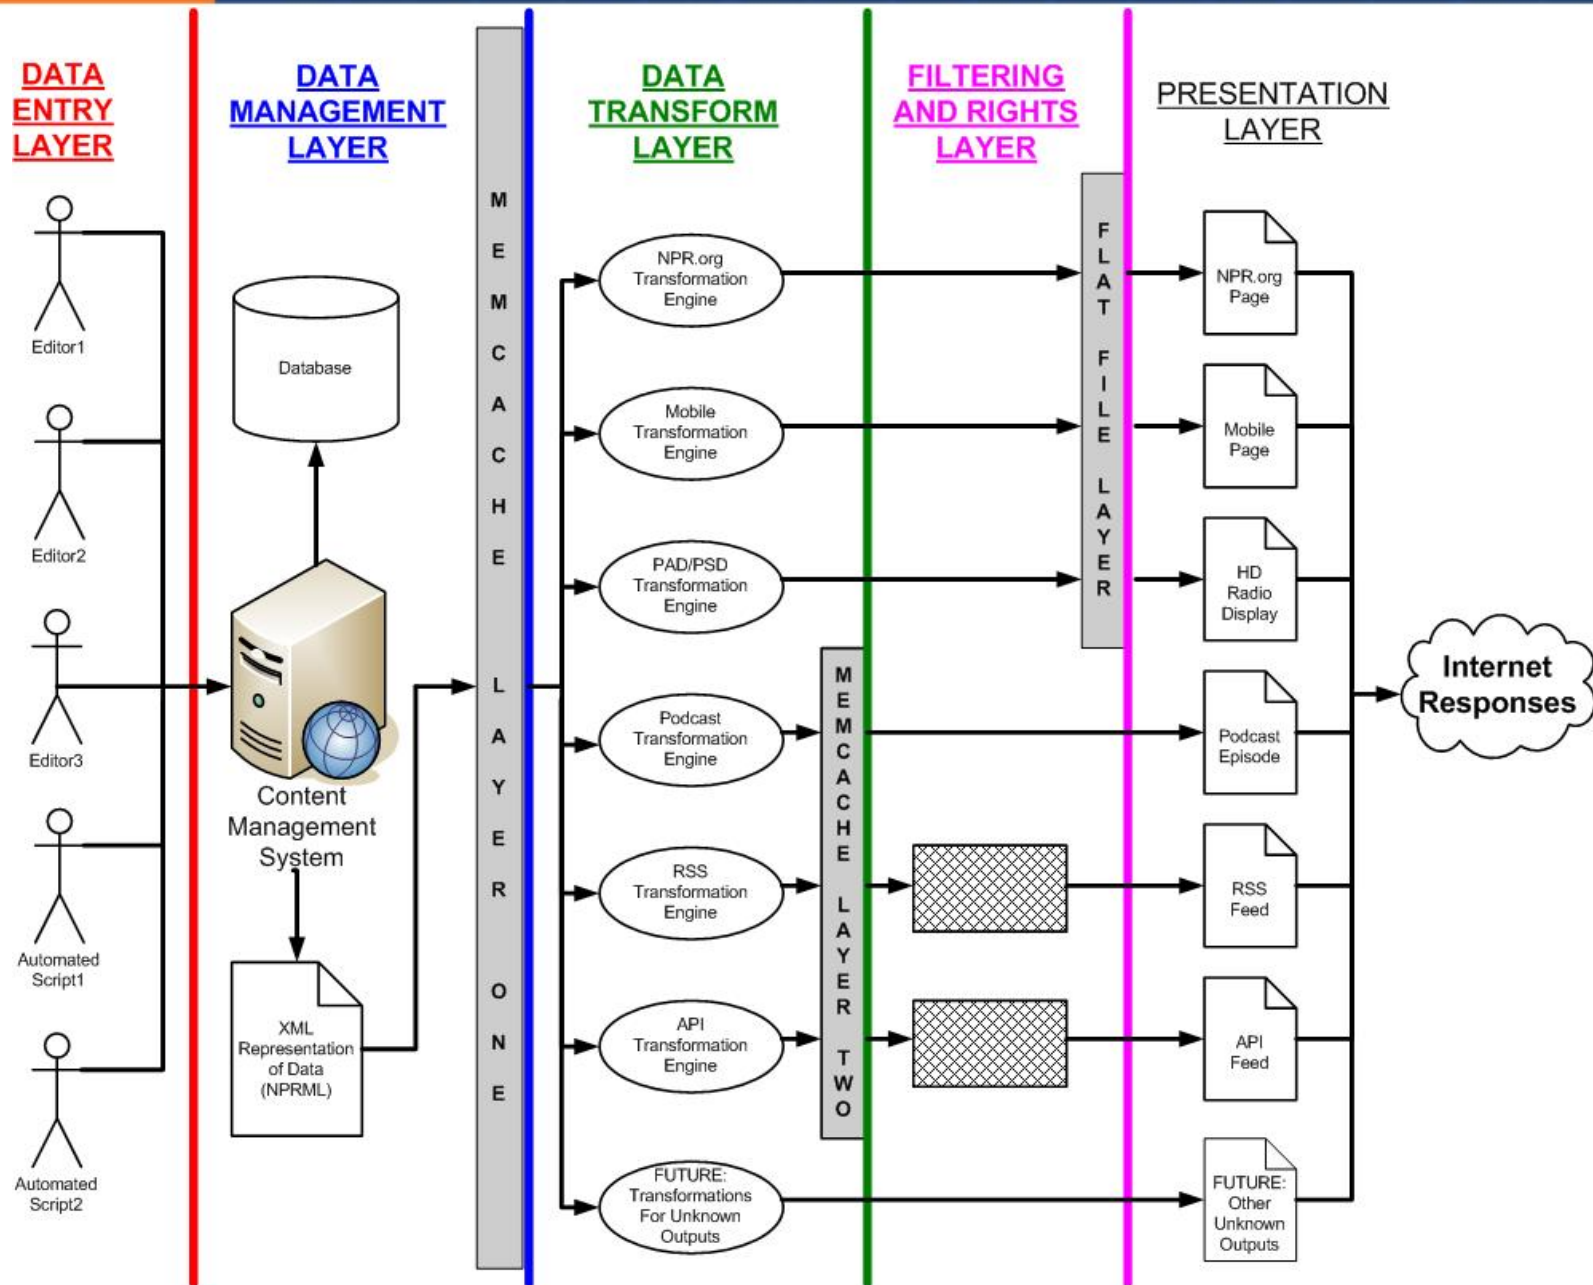 DATA
ENTRY
LAYER
DATA
MANAGEMENT
LAYER
DATA
TRANSFORM
LAYER
FILTERING
AND RIGHTS
LAYER
PRESENTATION
LAYER
Editor1
Editor2
Editor3
Automated
Script1
Automated
Script2
Database
Content
Management
System
XML
Representation
of Data
(NPRML)
MEMCACHE LAYER ONE
NPR.org
Transformation
Engine
Mobile
Transformation
Engine
PAD/PSD
Transformation
Engine
Podcast
Transformation
Engine
RSS
Transformation
Engine
API
Transformation
Engine
FUTURE:
Transformations
For Unknown
Outputs
MEMCACHE LAYER TWO
FLAT FILE LAYER
NPR.org
Page
Mobile
Page
HD
Radio
Display
Podcast
Episode
RSS
Feed
API
Feed
FUTURE:
Other
Unknown
Outputs
Internet
Responses